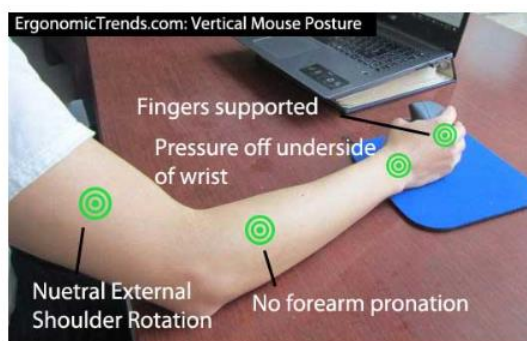 ErgonomicTrends.com: Vertical Mouse Posture
Fingers supported
Pressure off underside
of wrist
Nuetral External
Shoulder Rotation
No forearm pronation